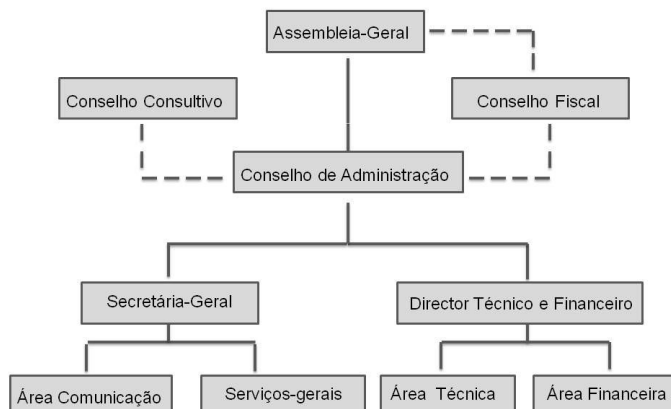 Assembleia-Geral
Conselho Consultivo
Conselho Fiscal
Conselho de Administração
Secretária-Geral
Director Técnico e Financeiro
Área Comunicação
Serviços-gerais
Área Técnica
Área Financeira